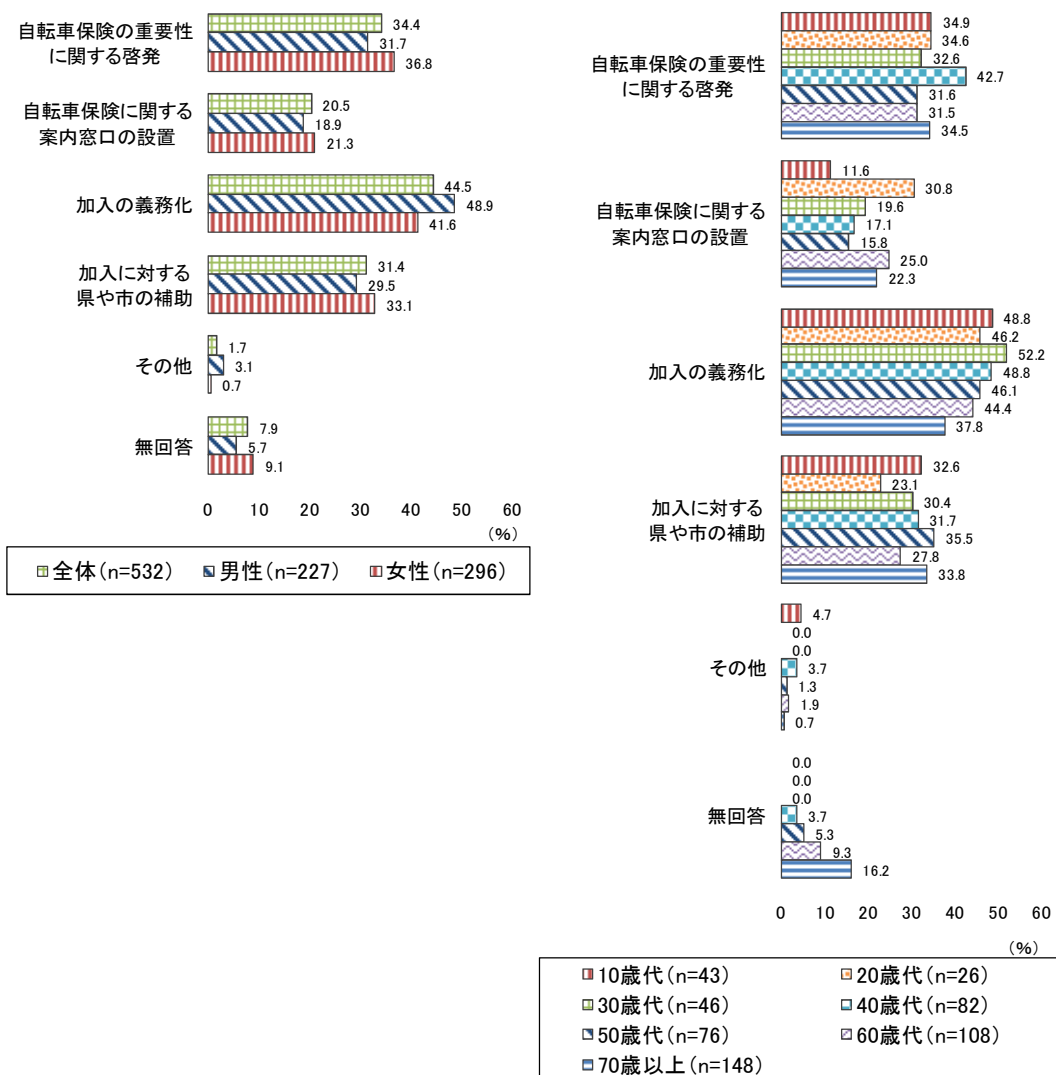 自転車保険の重要性
に関する啓発
34.4
31.7
36.8
自転車保険に関する
案内窓口の設置
20.5
18.9
21.3
加入の義務化
44.5
48.9
41.6
加入に対する
県や市の補助
31.4
29.5
33.1
その他
1.7
3.1
0.7
無回答
7.9
5.7
9.1
0 10 20 30 40 50 60
(%)
全体(n=532) 男性(n=227) 女性(n=296)
自転車保険の重要性
に関する啓発
34.9
34.6
32.6
42.7
31.6
31.5
34.5
自転車保険に関する
案内窓口の設置
11.6
30.8
19.6
17.1
15.8
25.0
22.3
加入の義務化
48.8
46.2
52.2
48.8
46.1
44.4
37.8
加入に対する
県や市の補助
32.6
23.1
30.4
31.7
35.5
27.8
33.8
その他
4.7
0.0
0.0
3.7
1.3
1.9
0.7
無回答
0.0
0.0
0.0
3.7
5.3
9.3
16.2
0 10 20 30 40 50 60
(%)
10歳代(n=43) 20歳代(n=26)
30歳代(n=46) 40歳代(n=82)
50歳代(n=76) 60歳代(n=108)
70歳以上(n=148)